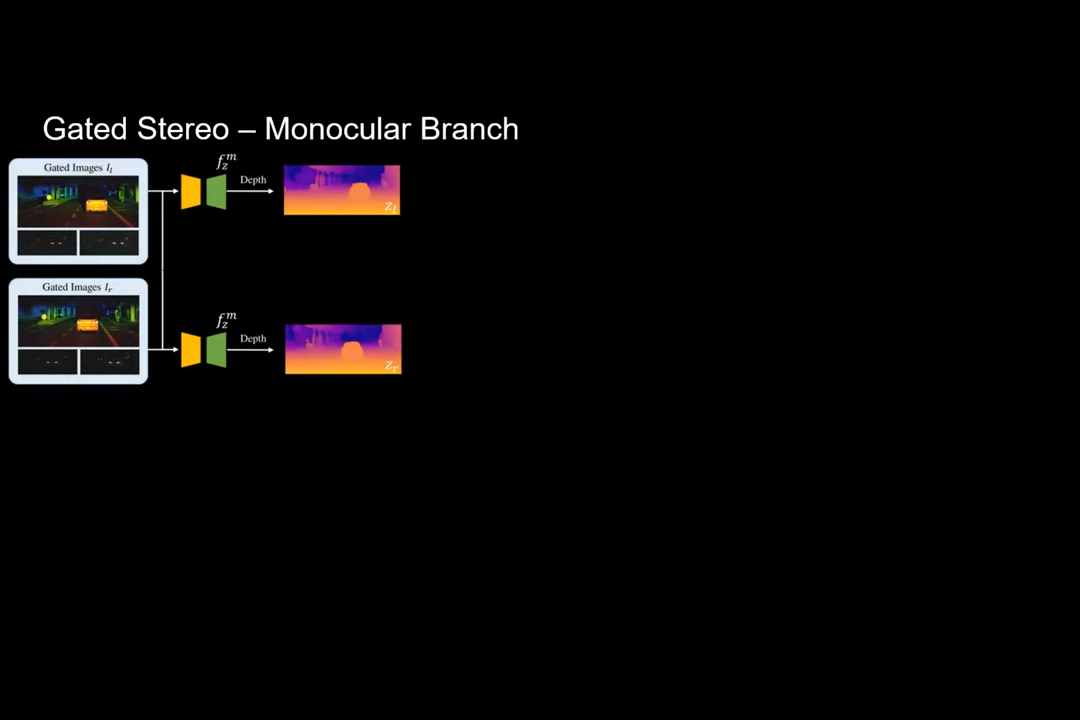 Gated Stereo – Monocular Branch
Gated Images I_l
f_z^m
Depth
z_l
Gated Images I_r
f_z^m
Depth
z_r